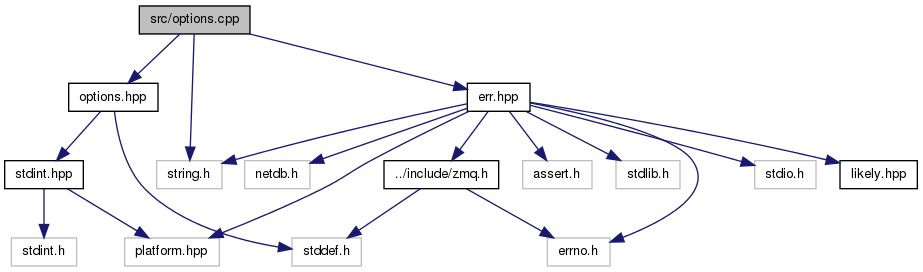 src/options.cpp
options.hpp
err.hpp
stdint.hpp
string.h
netdb.h
../include/zmq.h
assert.h
stdlib.h
stdio.h
likely.hpp
stdint.h
platform.hpp
stddef.h
errno.h